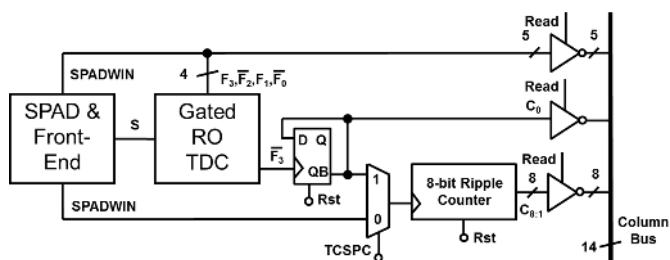 Read
5
5
SPADWIN
4
F3,F̅2,F1,F̅0
Read
C0
SPAD & Front-End
S
Gated RO TDC
F̅3
D Q
QB
Rst
1
0
TCSPC
8-bit Ripple Counter
Rst
Read
8
8
C8:1
SPADWIN
Column Bus
14